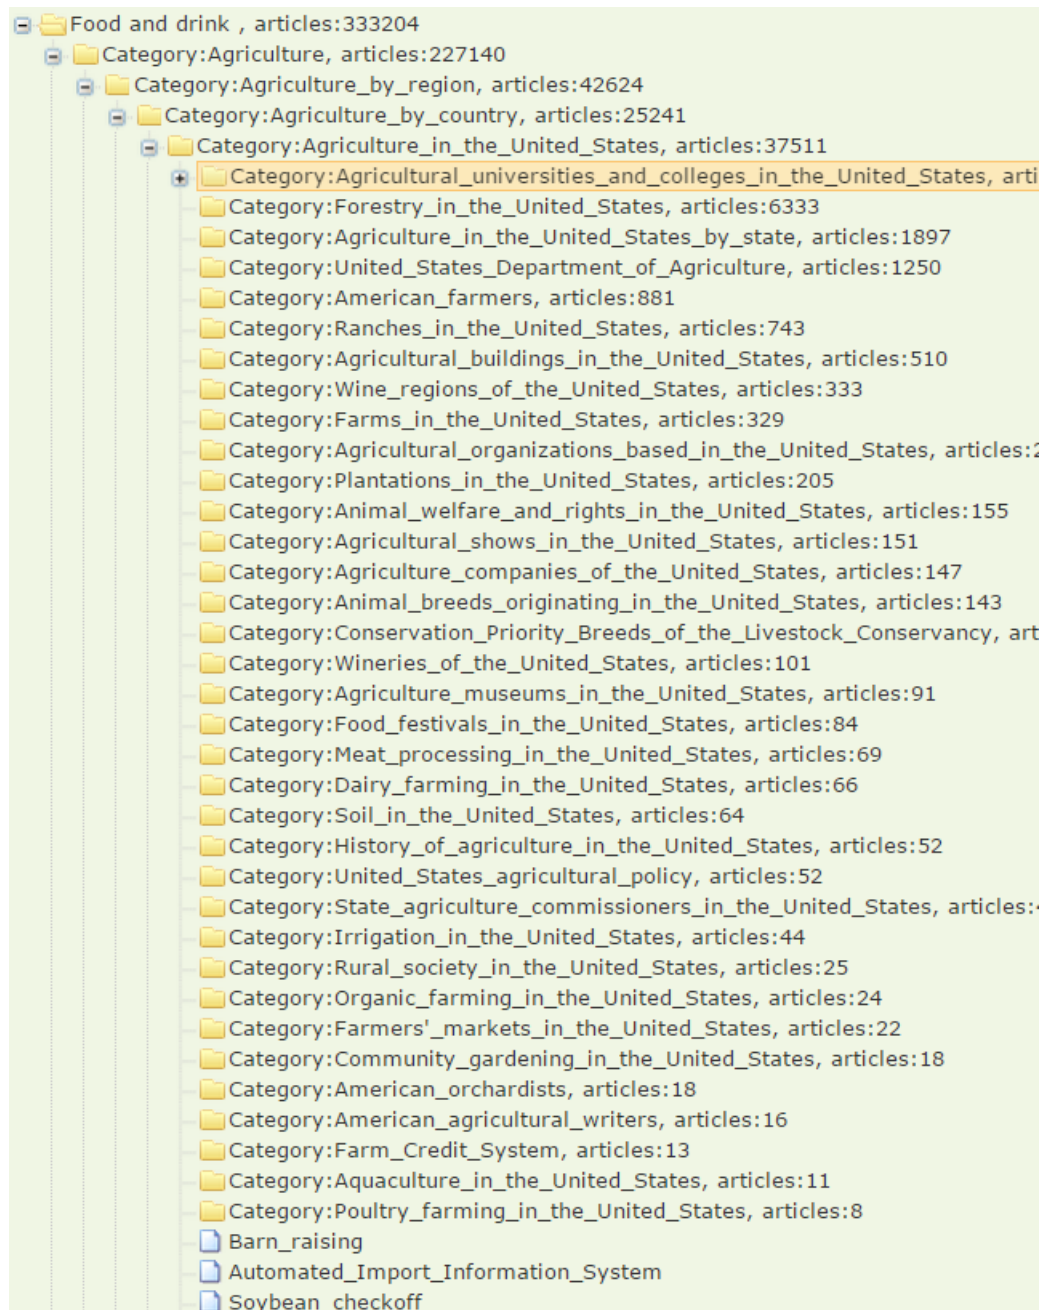 Food and drink , articles:333204
Category:Agriculture, articles:227140
Category:Agriculture_by_region, articles:42624
Category:Agriculture_by_country, articles:25241
Category:Agriculture_in_the_United_States, articles:37511
Category:Agricultural_universities_and_colleges_in_the_United_States, arti
Category:Forestry_in_the_United_States, articles:6333
Category:Agriculture_in_the_United_States_by_state, articles:1897
Category:United_States_Department_of_Agriculture, articles:1250
Category:American_farmers, articles:881
Category:Ranches_in_the_United_States, articles:743
Category:Agricultural_buildings_in_the_United_States, articles:510
Category:Wine_regions_of_the_United_States, articles:333
Category:Farms_in_the_United_States, articles:329
Category:Agricultural_organizations_based_in_the_United_States, articles:2
Category:Plantations_in_the_United_States, articles:205
Category:Animal_welfare_and_rights_in_the_United_States, articles:155
Category:Agricultural_shows_in_the_United_States, articles:151
Category:Agriculture_companies_of_the_United_States, articles:147
Category:Animal_breeds_originating_in_the_United_States, articles:143
Category:Conservation_Priority_Breeds_of_the_Livestock_Conservancy, art
Category:Wineries_of_the_United_States, articles:101
Category:Agriculture_museums_in_the_United_States, articles:91
Category:Food_festivals_in_the_United_States, articles:84
Category:Meat_processing_in_the_United_States, articles:69
Category:Dairy_farming_in_the_United_States, articles:66
Category:Soil_in_the_United_States, articles:64
Category:History_of_agriculture_in_the_United_States, articles:52
Category:United_States_agricultural_policy, articles:52
Category:State_agriculture_commissioners_in_the_United_States, articles:4
Category:Irrigation_in_the_United_States, articles:44
Category:Rural_society_in_the_United_States, articles:25
Category:Organic_farming_in_the_United_States, articles:24
Category:Farmers'_markets_in_the_United_States, articles:22
Category:Community_gardening_in_the_United_States, articles:18
Category:American_orchardists, articles:18
Category:American_agricultural_writers, articles:16
Category:Farm_Credit_System, articles:13
Category:Aquaculture_in_the_United_States, articles:11
Category:Poultry_farming_in_the_United_States, articles:8
Barn_raising
Automated_Import_Information_System
Soybean_checkoff